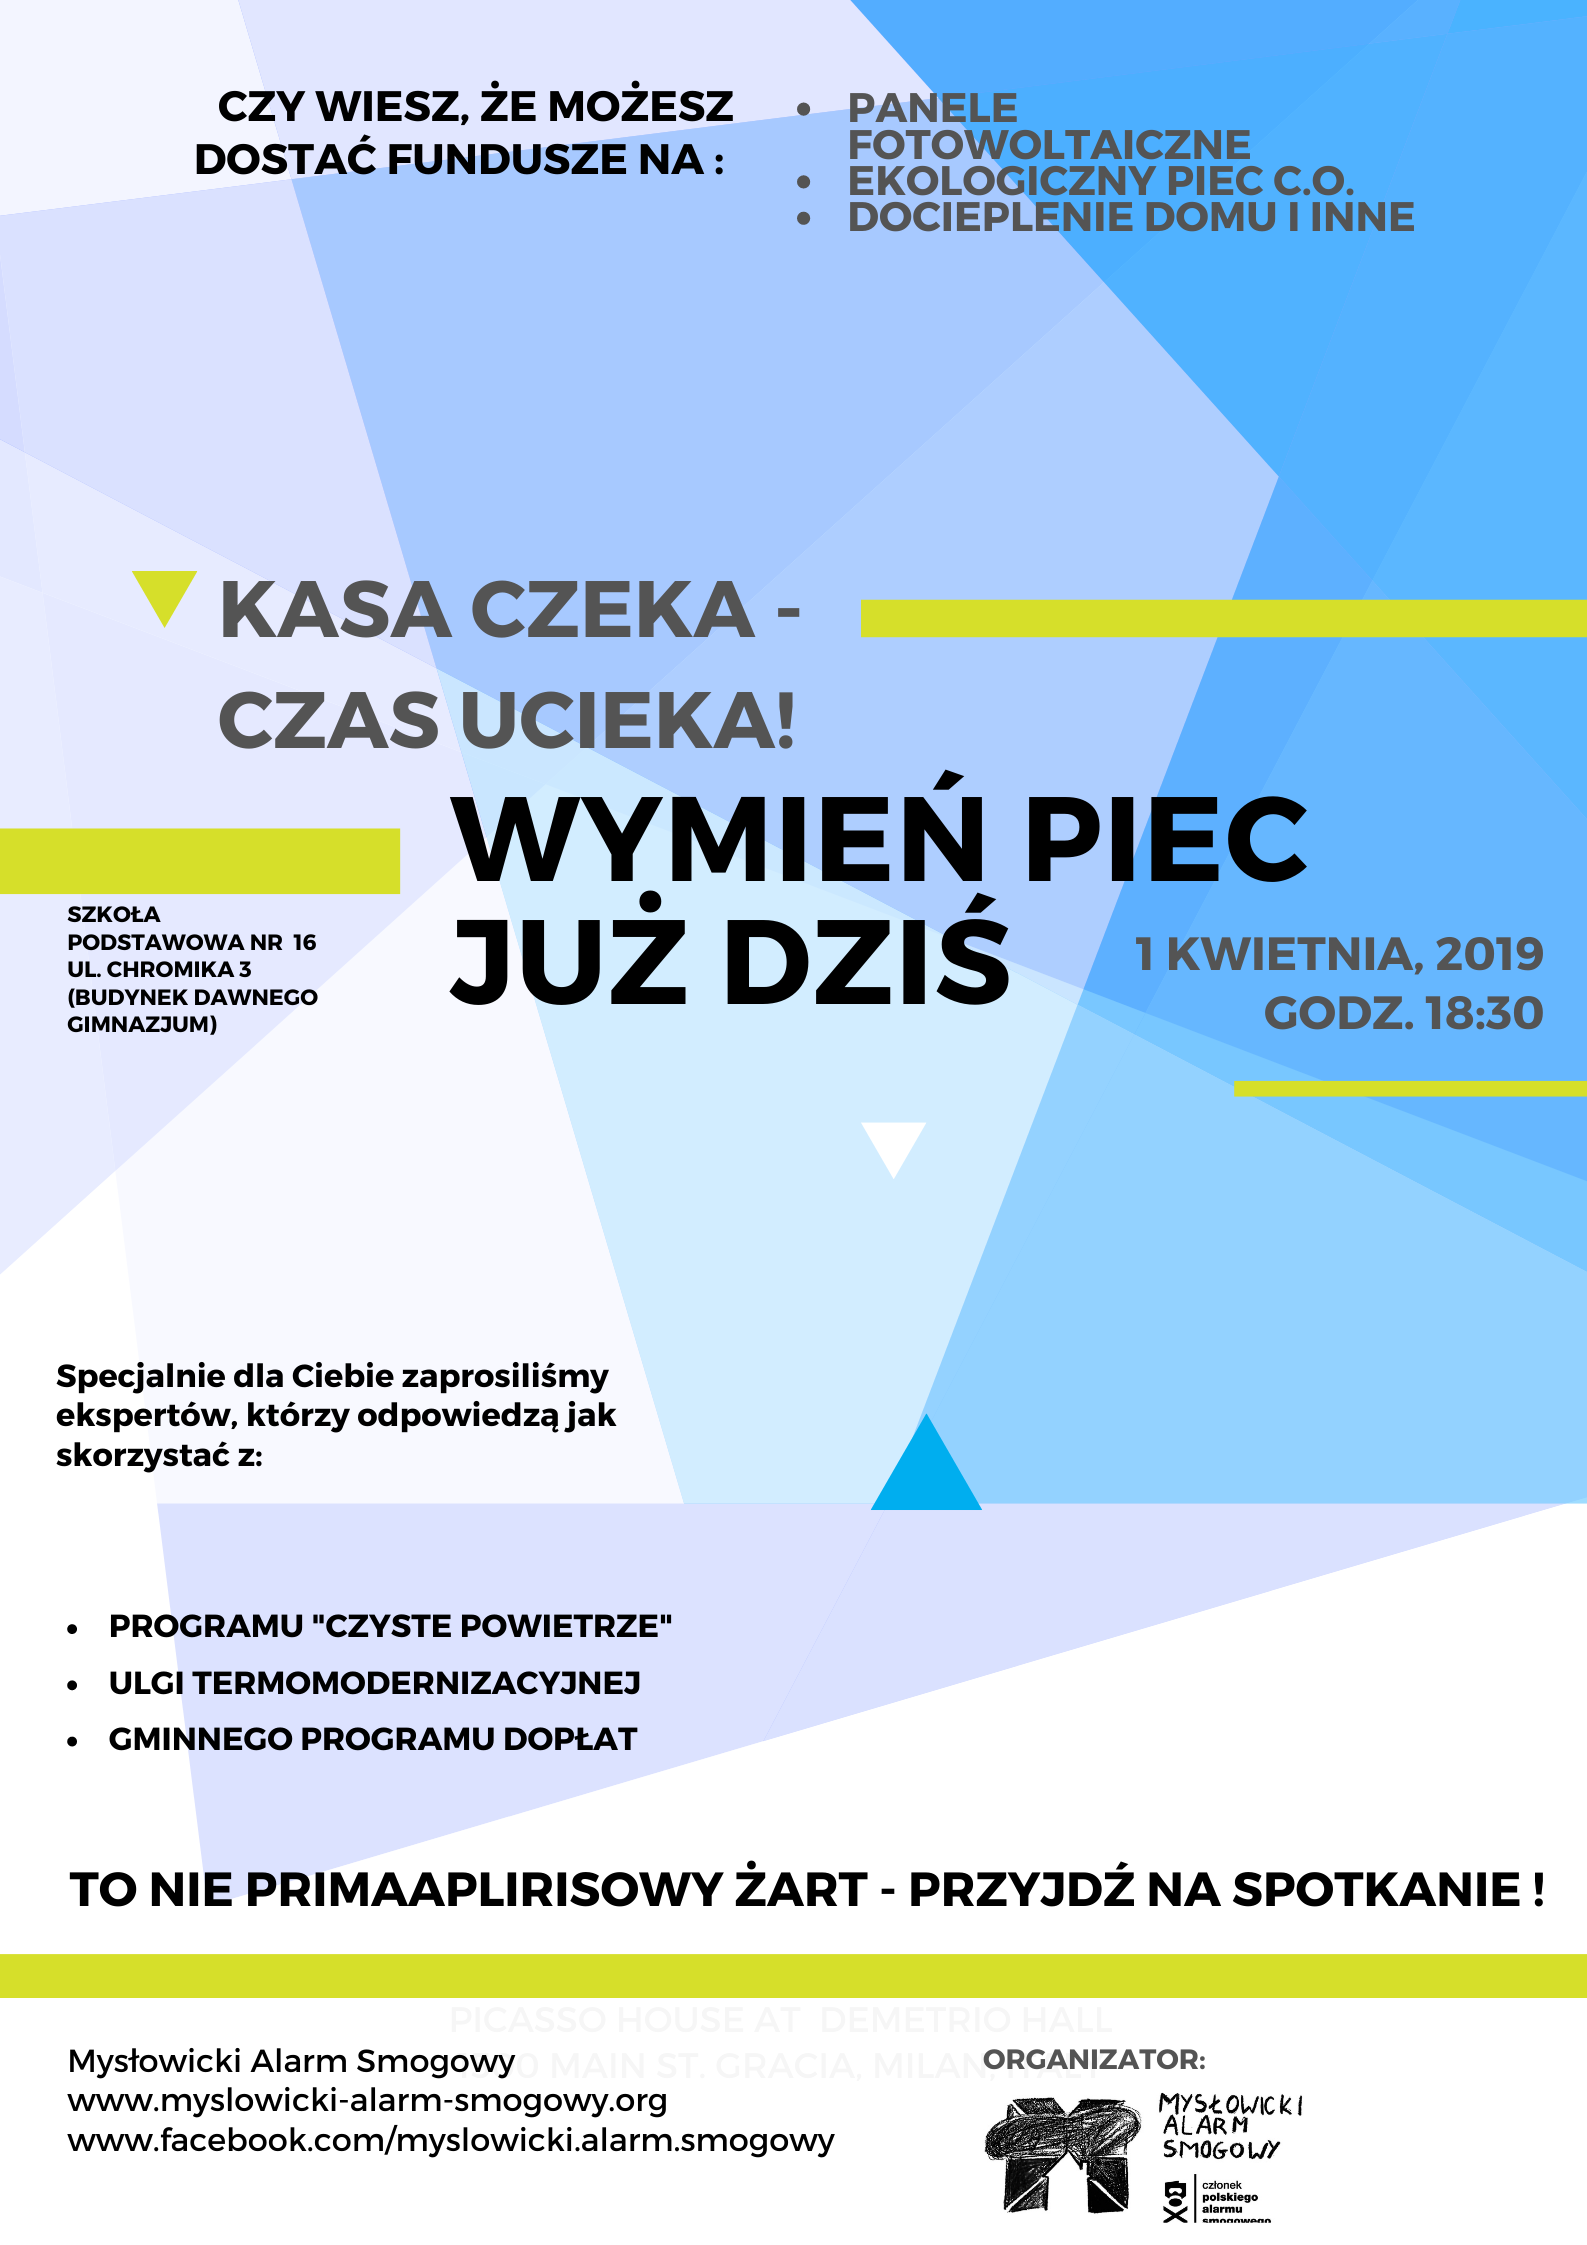 CZY WIESZ, ŻE MOŻESZ
DOSTAĆ FUNDUSZE NA :
• PANELE
FOTOWOLTAICZNE
• EKOLOGICZNY PIEC C.O.
• DOCIEPLENIE DOMU I INNE
KASA CZEKA -
CZAS UCIEKA!
WYMIEŃ PIEC
JUŻ DZIŚ
SZKOŁA
PODSTAWOWA NR 16
UL. CHROMIKA 3
(BUDYNEK DAWNEGO
GIMNAZJUM)
1 KWIETNIA, 2019
GODZ. 18:30
Specjalnie dla Ciebie zaprosiliśmy
ekspertów, którzy odpowiedzą jak
skorzystać z:
• PROGRAMU "CZYSTE POWIETRZE"
• ULGI TERMOMODERNIZACYJNEJ
• GMINNEGO PROGRAMU DOPŁAT
TO NIE PRIMAAPLIRISOWY ŻART - PRZYJDŹ NA SPOTKANIE !
PICASSO HOUSE AT DEMETRIO HALL
MAIN ST. GRACIA, MILAN, ITALY
Mysłowicki Alarm Smogowy
www.myslowicki-alarm-smogowy.org
www.facebook.com/myslowicki.alarm.smogowy
ORGANIZATOR:
MYSŁOWICKI
ALARM
SMOGOWY
członek
polskiego
alarmu
smogowego